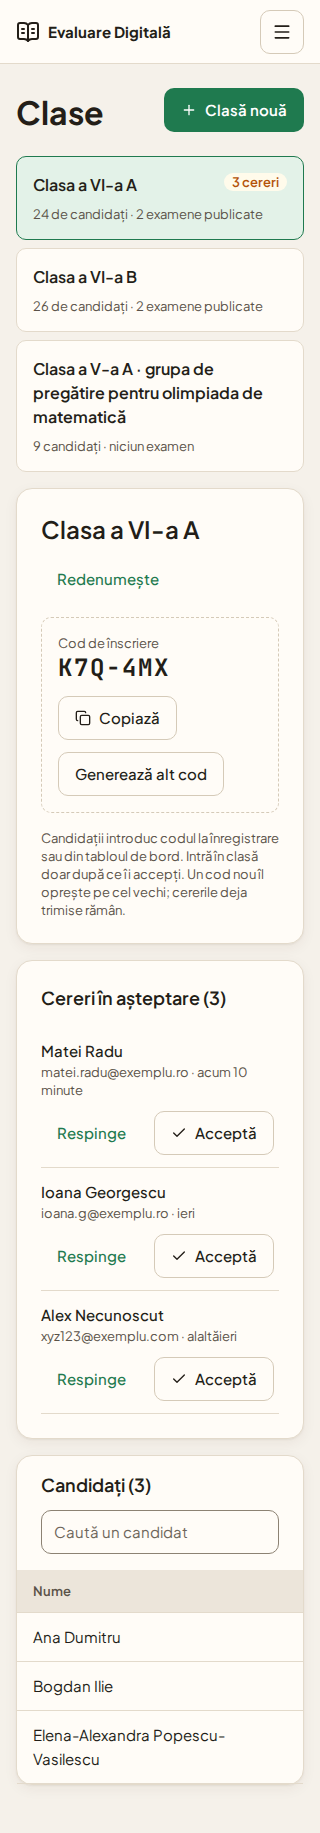 Evaluare Digitală
Clase
Clasă nouă
Clasa a VI-a A
3 cereri
24 de candidați · 2 examene publicate
Clasa a VI-a B
26 de candidați · 2 examene publicate
Clasa a V-a A · grupa de
pregătire pentru olimpiada de
matematică
9 candidați · niciun examen
Clasa a VI-a A
Redenumește
Cod de înscriere
K7Q-4MX
Copiază
Generează alt cod
Candidații introduc codul la înregistrare
sau din tabloul de bord. Intră în clasă
doar după ce îi accepți. Un cod nou îl
oprește pe cel vechi; cererile deja
trimise rămân.
Cereri în așteptare (3)
Matei Radu
matei.radu@exemplu.ro · acum 10
minute
Respinge
Acceptă
Ioana Georgescu
ioana.g@exemplu.ro · ieri
Respinge
Acceptă
Alex Necunoscut
xyz123@exemplu.com · alaltăieri
Respinge
Acceptă
Candidați (3)
Caută un candidat
Nume
Ana Dumitru
Bogdan Ilie
Elena-Alexandra Popescu-
Vasilescu